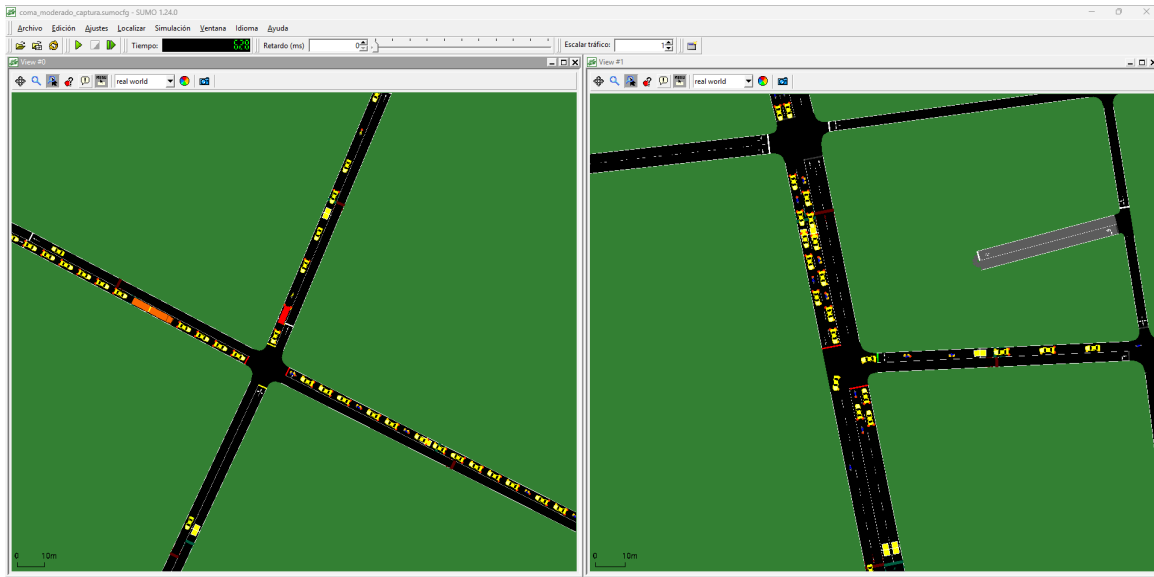 coma_moderado_captura.sumocfg - SUMO 1.24.0
Archivo Edición Ajustes Localizar Simulación Ventana Idioma Ayuda
Tiempo: 628 Retardo (ms) 0 Escalar tráfico: 1
View #0
View #1
real world
real world
0 10m
0 10m